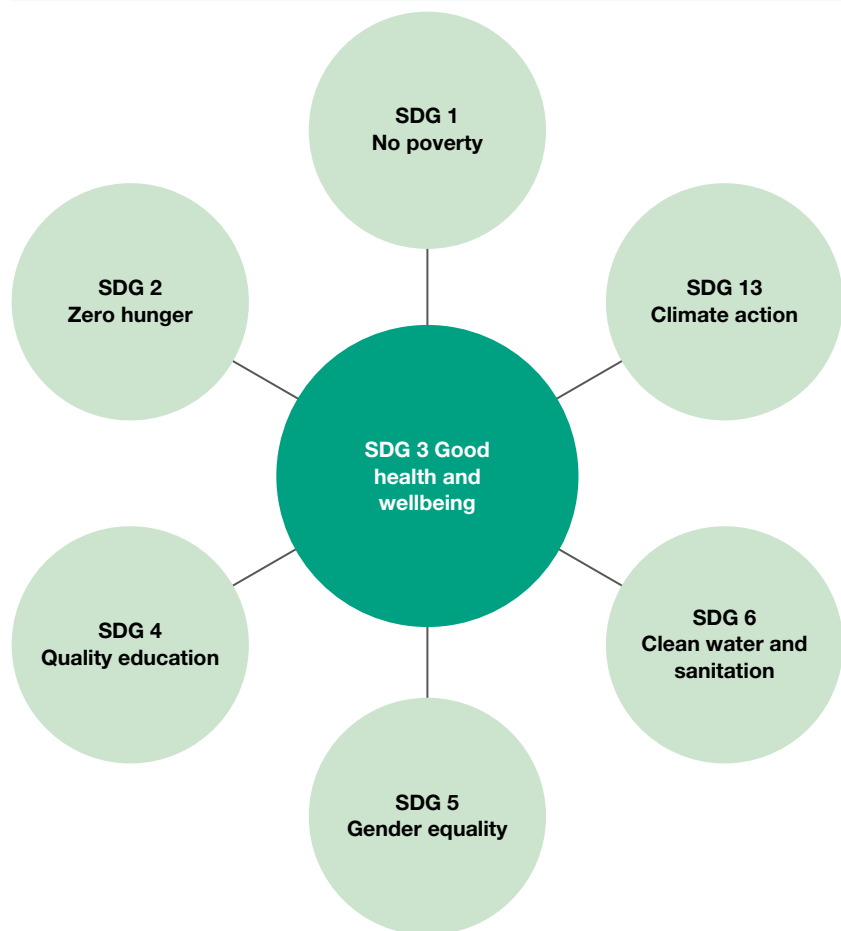 SDG 1
No poverty
SDG 2
Zero hunger
SDG 13
Climate action
SDG 3 Good
health and
wellbeing
SDG 4
Quality education
SDG 6
Clean water and
sanitation
SDG 5
Gender equality